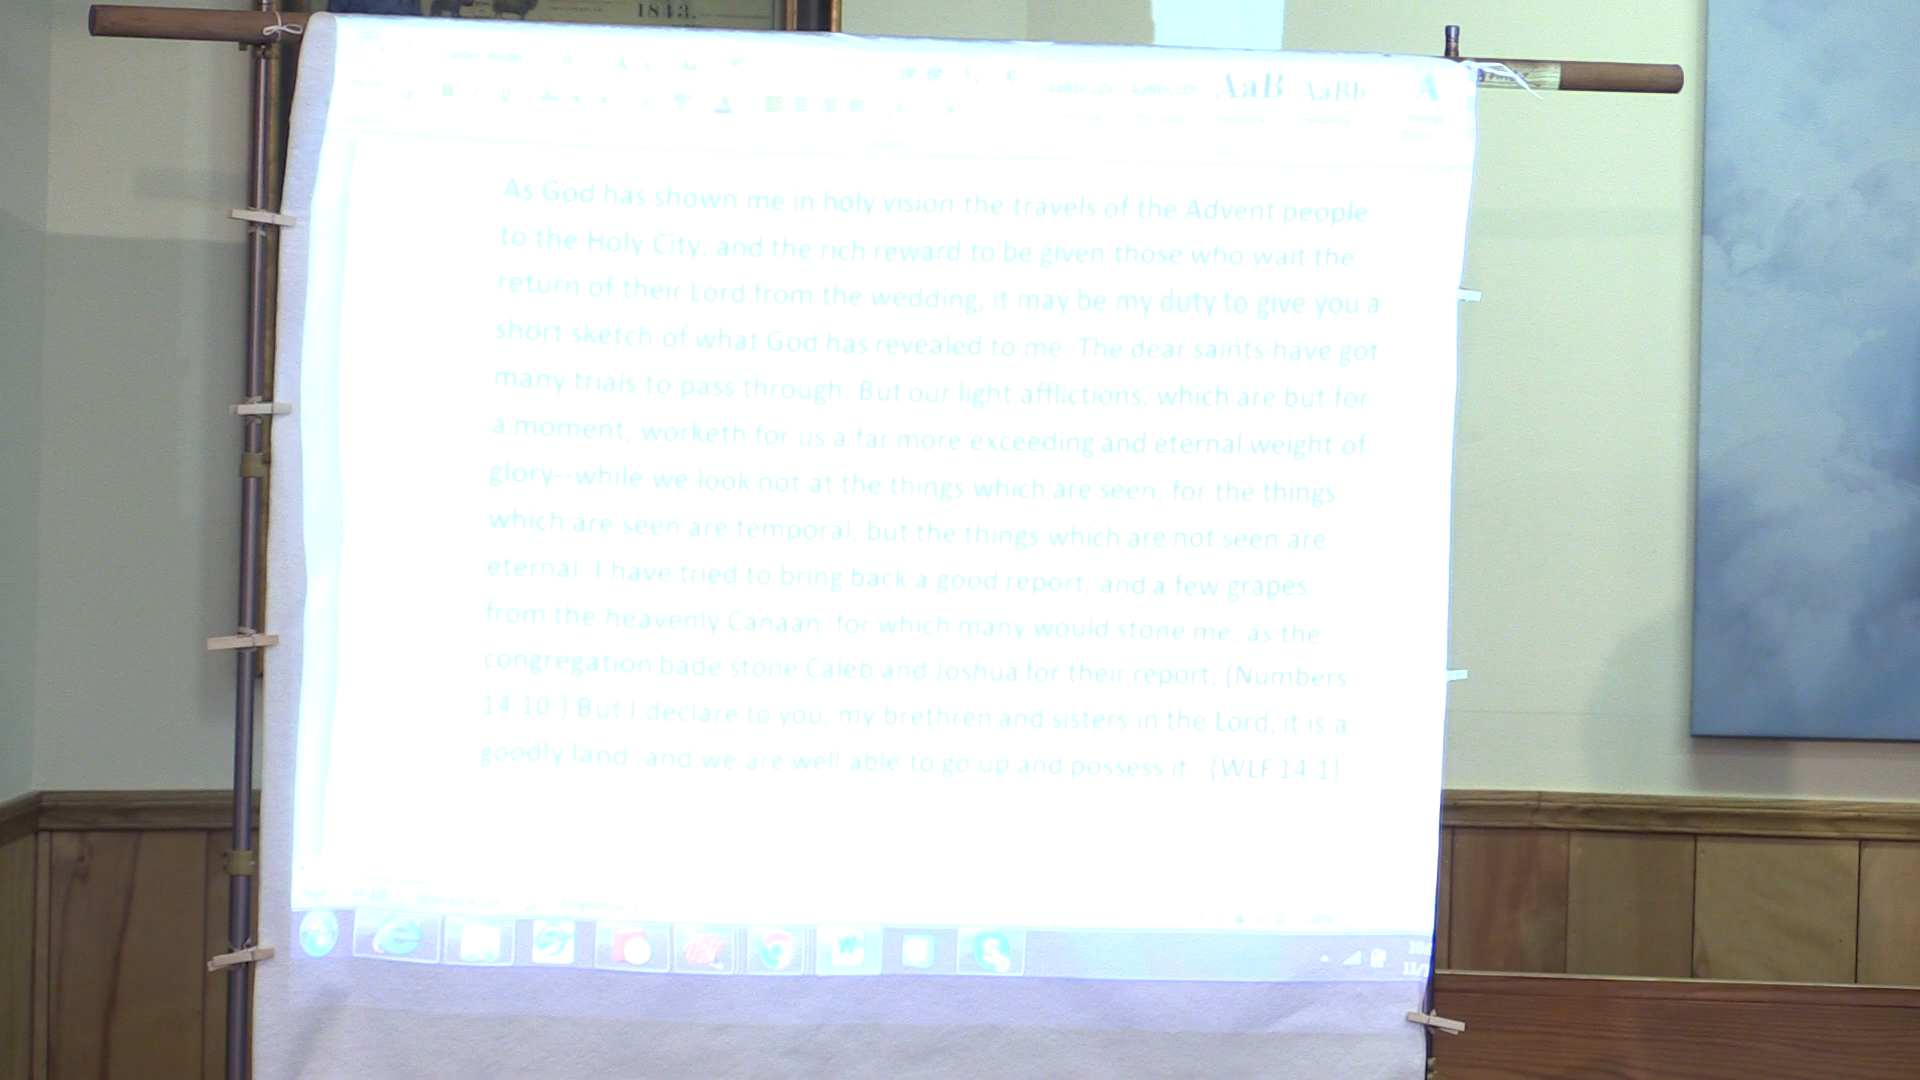 1843.
AaB AaBb A
As God has shown me in holy vision the travels of the Advent people
to the Holy City, and the rich reward to be given those who wait the
return of their Lord from the wedding, it may be my duty to give you a
short sketch of what God has revealed to me. The dear saints have got
many trials to pass through. But our light afflictions, which are but for
a moment, worketh for us a far more exceeding and eternal weight of
glory--while we look not at the things which are seen, for the things
which are seen are temporal, but the things which are not seen are
eternal. I have tried to bring back a good report, and a few grapes
from the heavenly Canaan, for which many would stone me, as the
congregation bade stone Caleb and Joshua for their report, (Numbers
14:10.) But I declare to you, my brethren and sisters in the Lord, it is a
goodly land, and we are well able to go up and possess it. {WLF 14.1}